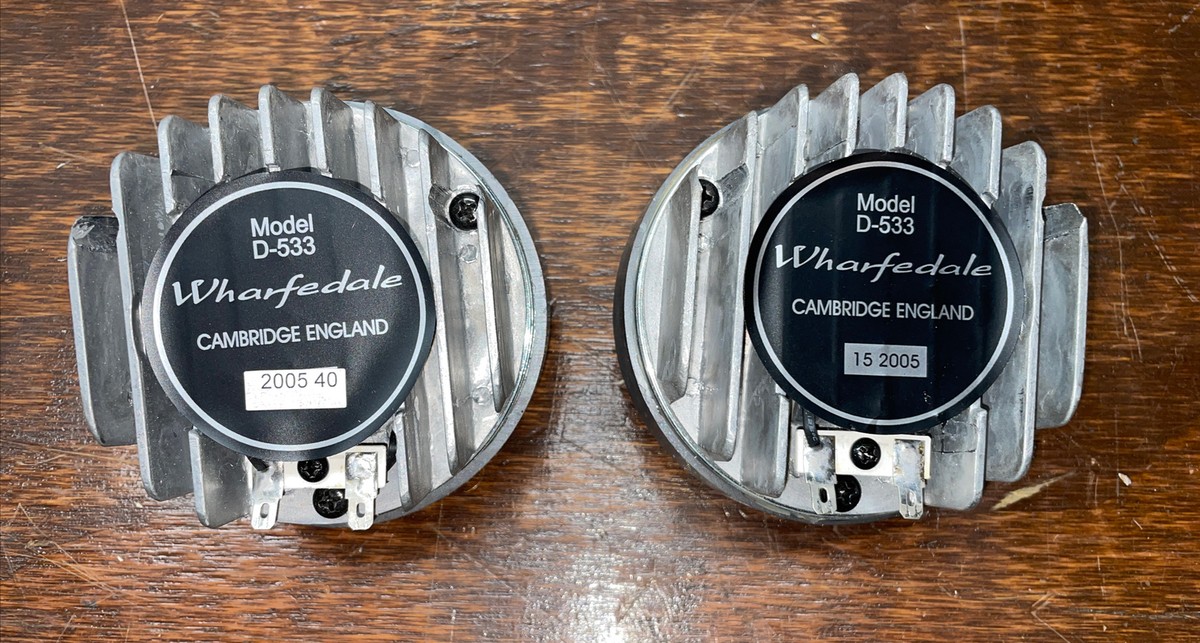 Model
D-533
Wharfedale
CAMBRIDGE ENGLAND
2005 40
Model
D-533
Wharfedale
CAMBRIDGE ENGLAND
15 2005